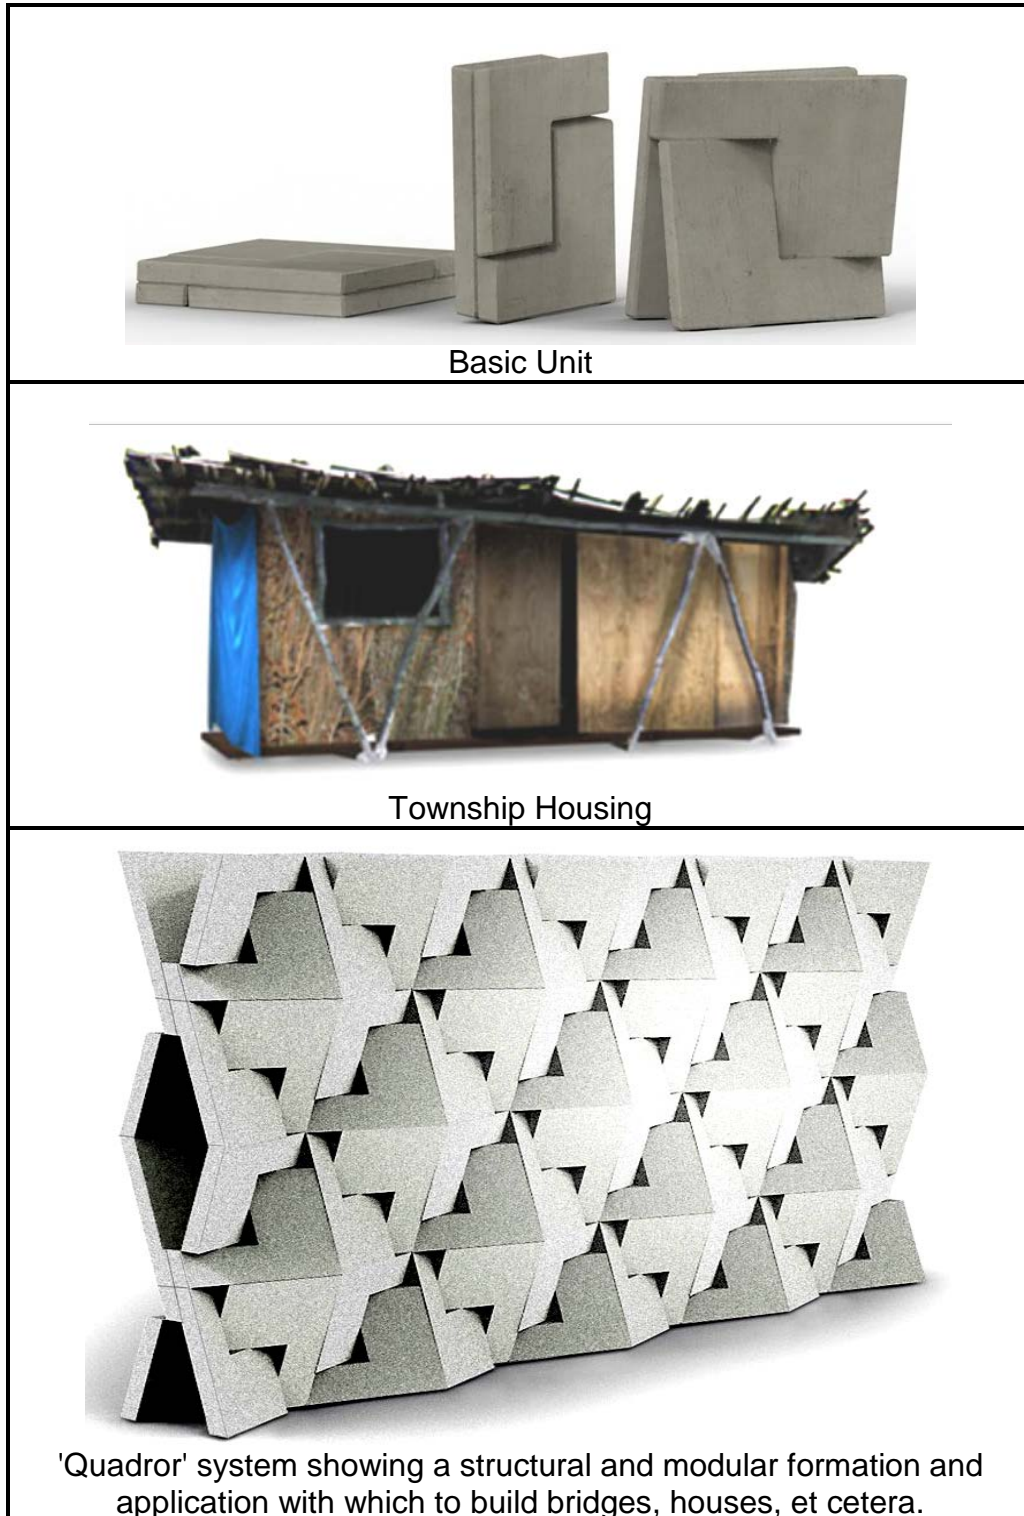 Basic Unit
Township Housing
'Quadror' system showing a structural and modular formation and
application with which to build bridges, houses, et cetera.